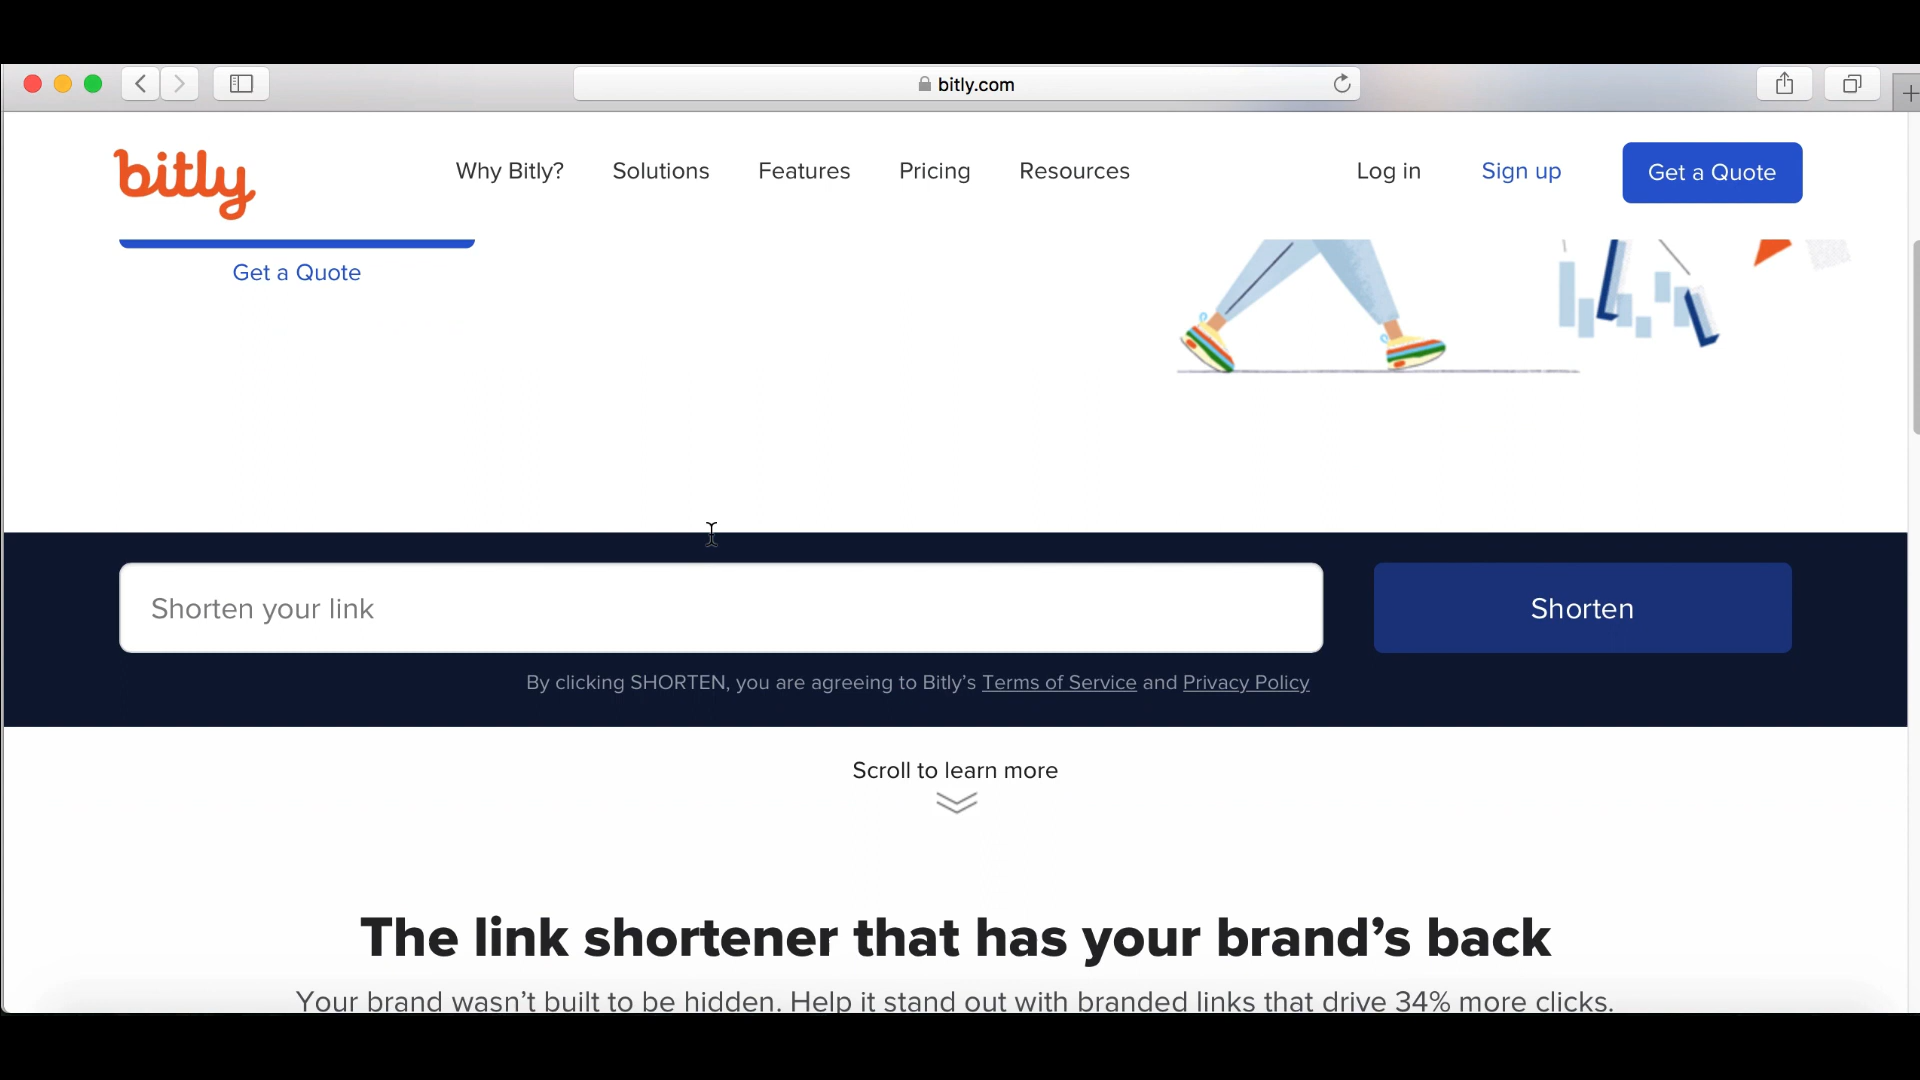 bitly.com
bitly
Why Bitly?
Solutions
Features
Pricing
Resources
Log in
Sign up
Get a Quote
Get a Quote
Shorten your link
Shorten
By clicking SHORTEN, you are agreeing to Bitly’s Terms of Service and Privacy Policy
Scroll to learn more
The link shortener that has your brand’s back
Your brand wasn’t built to be hidden. Help it stand out with branded links that drive 34% more clicks.